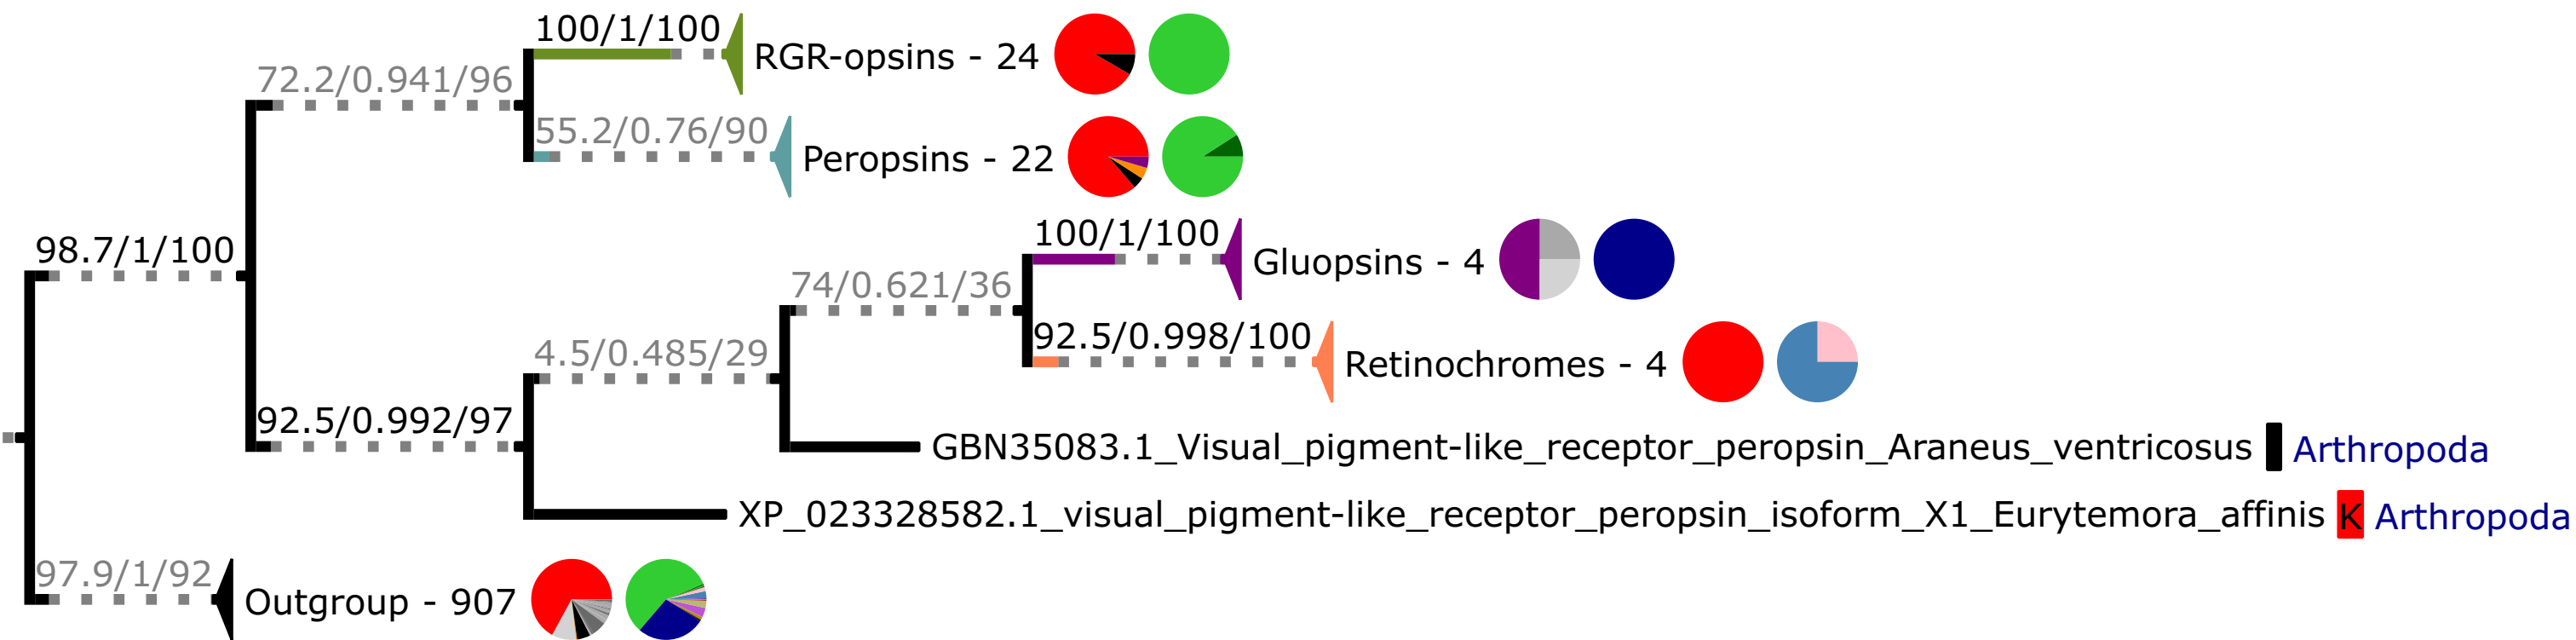 100/1/100
RGR-opsins - 24
72.2/0.941/96
55.2/0.76/90
Peropsins - 22
98.7/1/100
100/1/100
Gluopsins - 4
74/0.621/36
92.5/0.998/100
Retinochromes - 4
4.5/0.485/29
92.5/0.992/97
GBN35083.1_Visual_pigment-like_receptor_peropsin_Araneus_ventricosus Arthropoda
XP_023328582.1_visual_pigment-like_receptor_peropsin_isoform_X1_Eurytemora_affinis K Arthropoda
97.9/1/92
Outgroup - 907